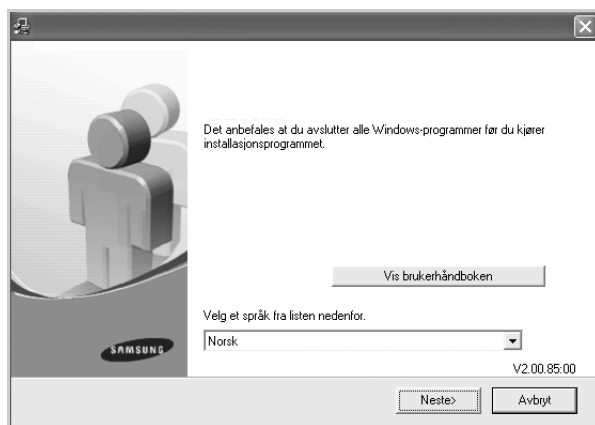 Det anbefales at du avslutter alle Windows-programmer før du kjører
installasjonsprogrammet.
Vis brukerhåndboken
Velg et språk fra listen nedenfor.
Norsk
SAMSUNG
V2.00.85:00
Neste>
Avbryt